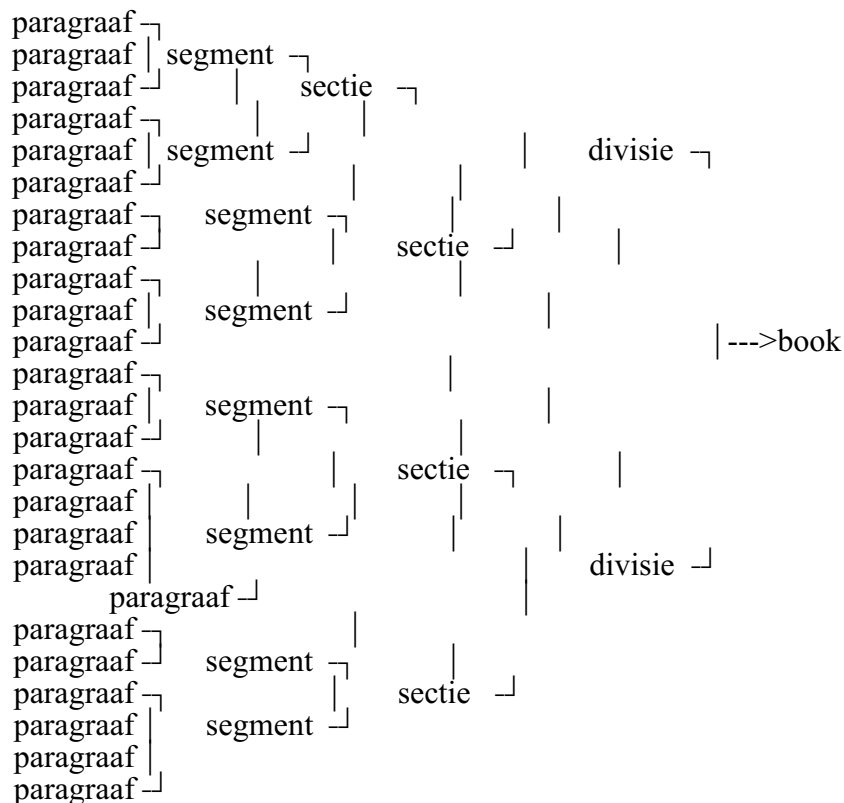 paragraaf ─┐
paragraaf │ segment ─┐
paragraaf ─┘ │ sectie ─┐
paragraaf ─┐ │ │
paragraaf │ segment ─┘ │ divisie ─┐
paragraaf ─┘ │ │
paragraaf ─┐ segment ─┐ │ │
paragraaf ─┘ │ sectie ─┘ │
paragraaf ─┐ │ │
paragraaf │ segment ─┘ │
paragraaf ─┘ │--->book
paragraaf ─┐ │
paragraaf │ segment ─┐ │
paragraaf ─┘ │ │
paragraaf ─┐ │ sectie ─┐ │
paragraaf │ │ │ │
paragraaf │ segment ─┘ │ │
paragraaf │ │ divisie ─┘
paragraaf ─┘ │
paragraaf ─┐ │
paragraaf ─┘ segment ─┐ │
paragraaf ─┐ │ sectie ─┘
paragraaf │ segment ─┘
paragraaf │
paragraaf ─┘